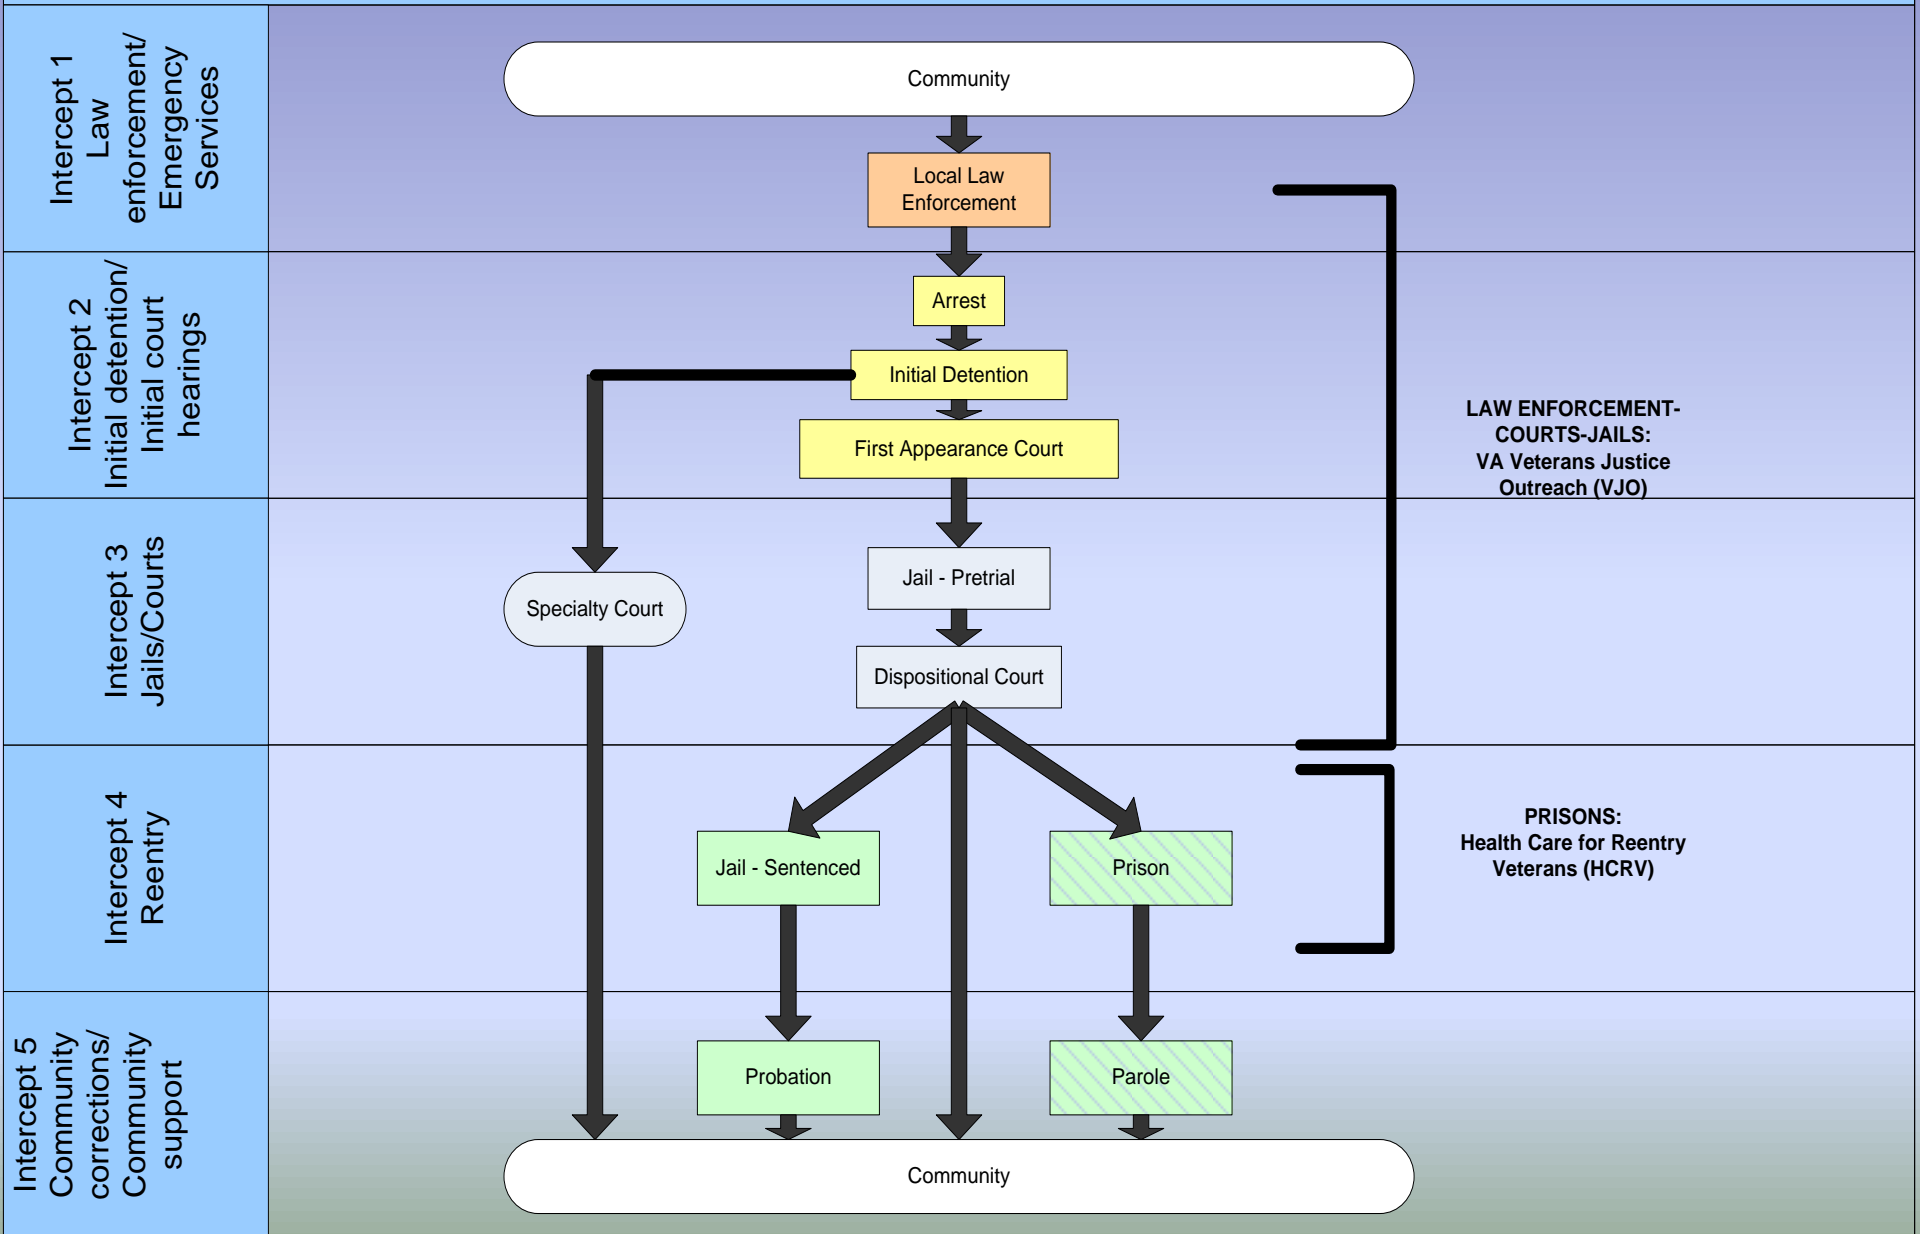 Intercept 1
Law
enforcement/
Emergency
Services
Community
Local Law
Enforcement
Intercept 2
Initial detention/
Initial court
hearings
Arrest
Initial Detention
First Appearance Court
LAW ENFORCEMENT-
COURTS-JAILS:
VA Veterans Justice
Outreach (VJO)
Intercept 3
Jails/Courts
Specialty Court
Jail - Pretrial
Dispositional Court
Intercept 4
Reentry
Jail - Sentenced
Prison
PRISONS:
Health Care for Reentry
Veterans (HCRV)
Intercept 5
Community
corrections/
Community
support
Probation
Parole
Community